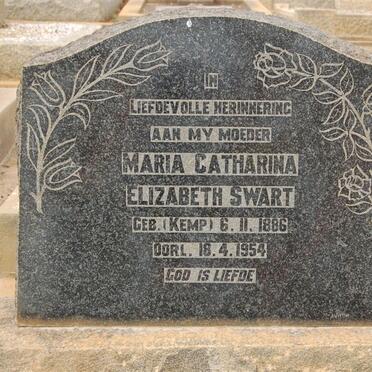 IN
LIEFDEVOLLE HERINNERING
AAN MY MOEDER
MARIA CATHARINA
ELIZABETH SWART
GEB. (KEMP) 6. 11. 1886
OORL. 16. 4. 1954
GOD IS LIEFDE